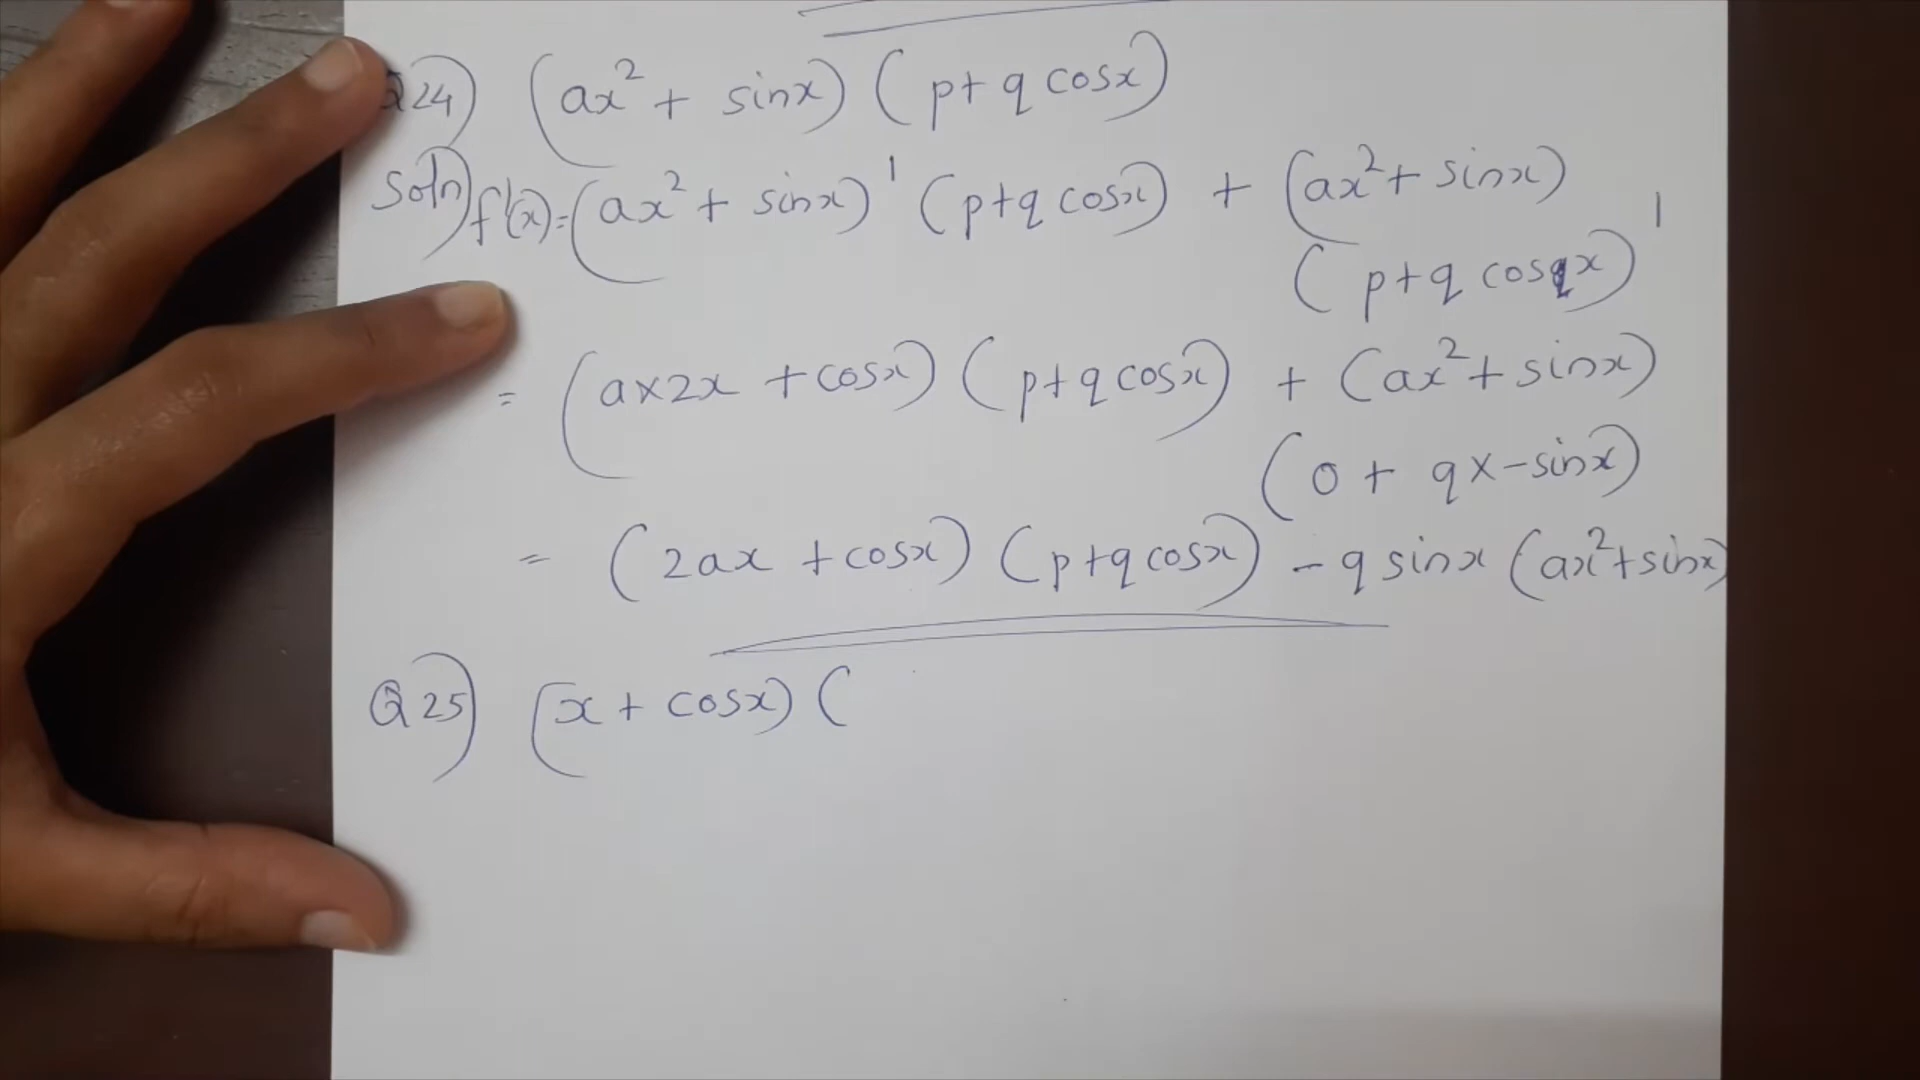 Q24) (ax² + sinx) (p+q cosx)
Soln) f'(x)= (ax² + sinx)' (p+q cosx) + (ax²+ sinx)
(p+q cosx)'
= (a×2x +cosx) (p+q cosx) + (ax²+sinx)
(0 + q×-sinx)
= (2ax +cosx) (p+q cosx) - q sinx (ax²+sinx)
Q25) (x + cosx) (